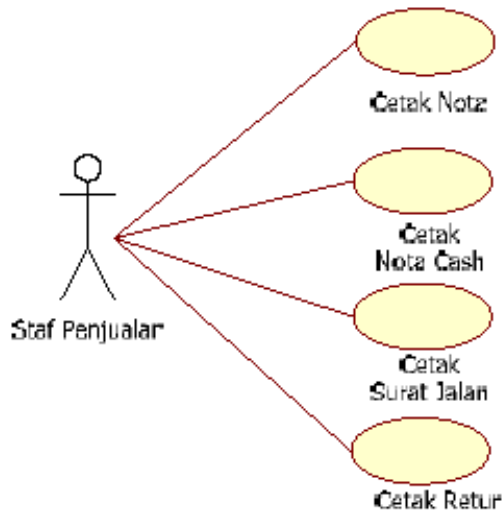 Cetak Nota
Cetak
Nota Cash
Staf Penjualan
Cetak
Surat Jalan
Cetak Retur